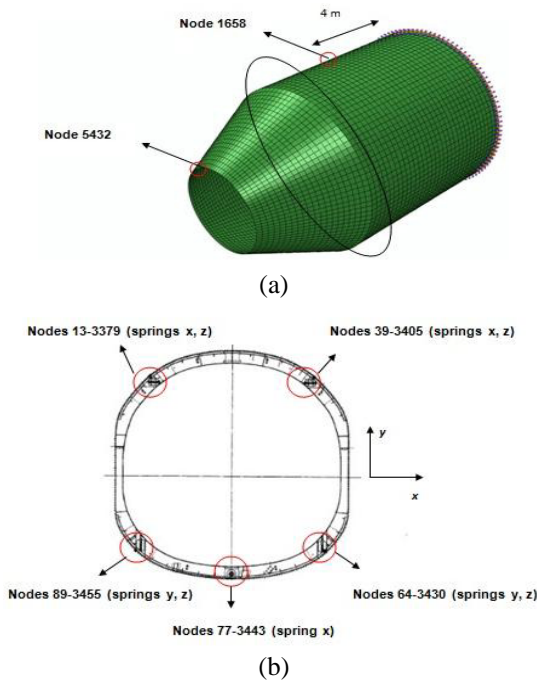 4 m
Node 1658
Node 5432
(a)
Nodes 13-3379 (springs x, z)
Nodes 39-3405 (springs x, z)
y
x
Nodes 89-3455 (springs y, z)
Nodes 64-3430 (springs y, z)
Nodes 77-3443 (spring x)
(b)